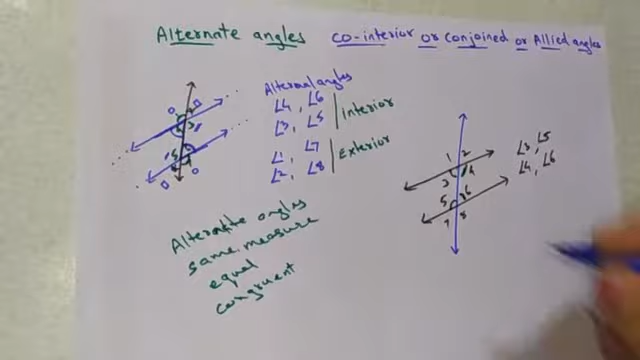 Alternate angles co-interior or conjoined or Allied angles
Alternat angles
∠4, ∠6
∠3, ∠5
Interior
∠1, ∠7
∠2, ∠8
Exterior
Alternate angles
same measure
equal
congruent
1 2
3 4
5 6
7 8
∠3, ∠5
∠4, ∠6